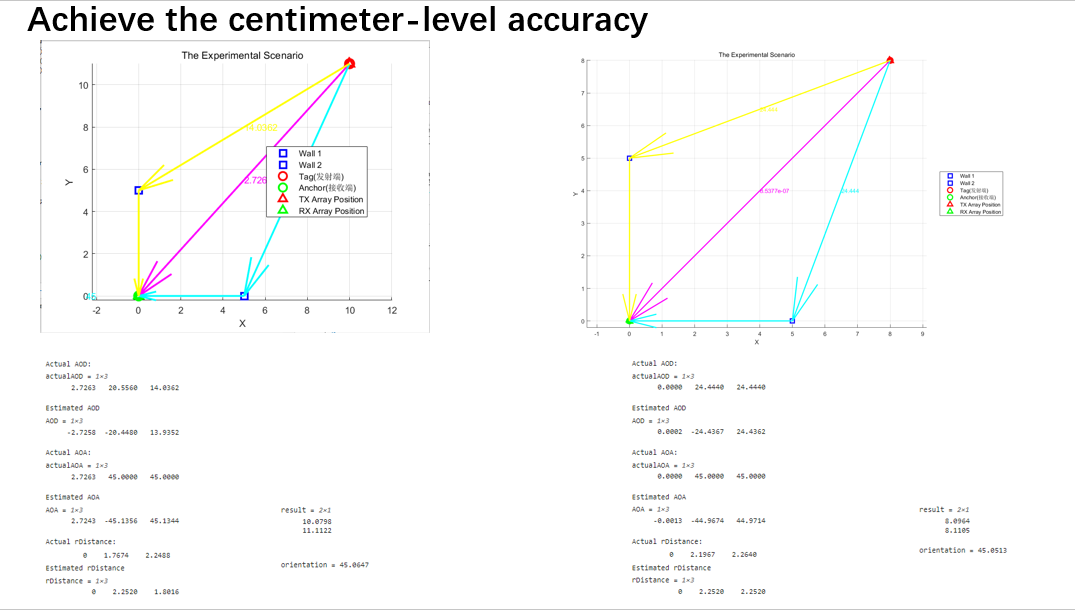 Achieve the centimeter-level accuracy
The Experimental Scenario
Y
10
8
6
4
2
0
-2
0
2
4
6
8
10
12
X
2.726
Wall 1
Wall 2
Tag(发射端)
Anchor(接收端)
TX Array Position
RX Array Position
Actual AOD:
actualAOD = 1×3
2.7263 20.5560 14.0362
Estimated AOD
AOD = 1×3
-2.7258 -20.4480 13.9352
Actual AOA:
actualAOA = 1×3
2.7263 45.0000 45.0000
Estimated AOA
AOA = 1×3
2.7243 -45.1356 45.1344
Actual rDistance:
0 1.7674 2.2488
Estimated rDistance
rDistance = 1×3
0 2.2520 1.8016
result = 2×1
10.0798
11.1122
orientation = 45.0647
The Experimental Scenario
Y
8
7
6
5
4
3
2
1
0
-1
0
1
2
3
4
5
6
7
8
9
X
24.444
Wall 1
Wall 2
Tag(发射端)
Anchor(接收端)
TX Array Position
RX Array Position
Actual AOD:
actualAOD = 1×3
0.0000 24.4440 24.4440
Estimated AOD
AOD = 1×3
0.0002 -24.4367 24.4362
Actual AOA:
actualAOA = 1×3
0.0000 45.0000 45.0000
Estimated AOA
AOA = 1×3
-0.0013 -44.9674 44.9714
Actual rDistance:
0 2.1967 2.2640
Estimated rDistance
rDistance = 1×3
0 2.2520 2.2520
result = 2×1
8.0964
8.1105
orientation = 45.0513